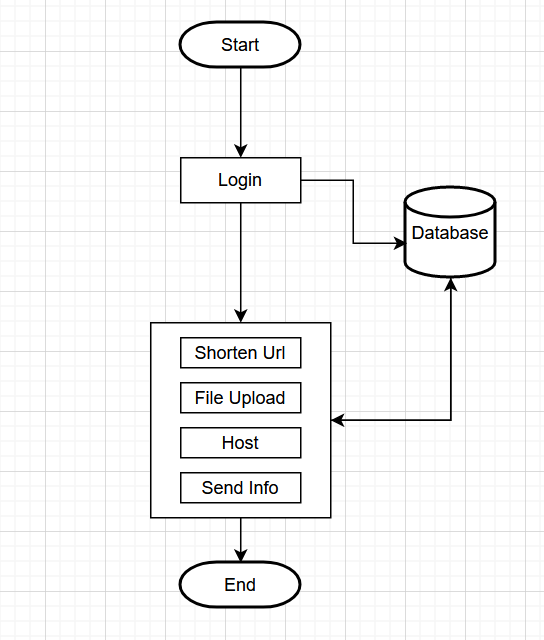 Start
Login
Database
Shorten Url
File Upload
Host
Send Info
End